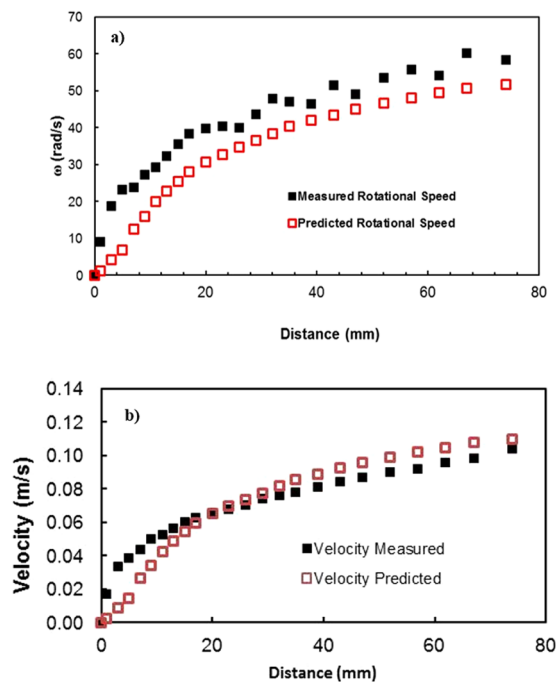 a)
70
60
50
40
30
20
10
0
ω (rad/s)
Measured Rotational Speed
Predicted Rotational Speed
0 20 40 60 80
Distance (mm)
b)
0.14
0.12
0.10
0.08
0.06
0.04
0.02
0.00
Velocity (m/s)
Velocity Measured
Velocity Predicted
0 20 40 60 80
Distance (mm)